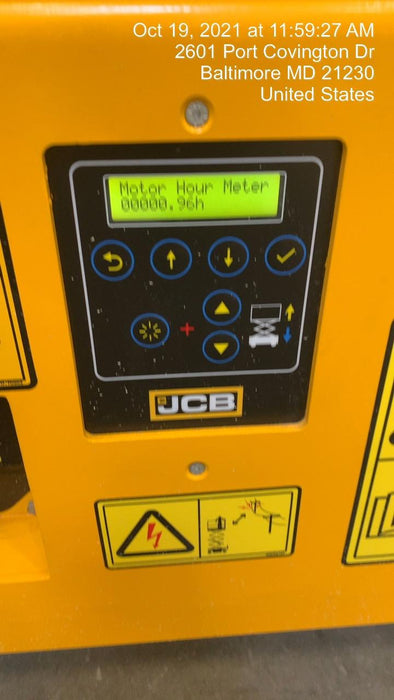 Oct 19, 2021 at 11:59:27 AM
2601 Port Covington Dr
Baltimore MD 21230
United States
Motor Hour Meter
00000.96h
JCB